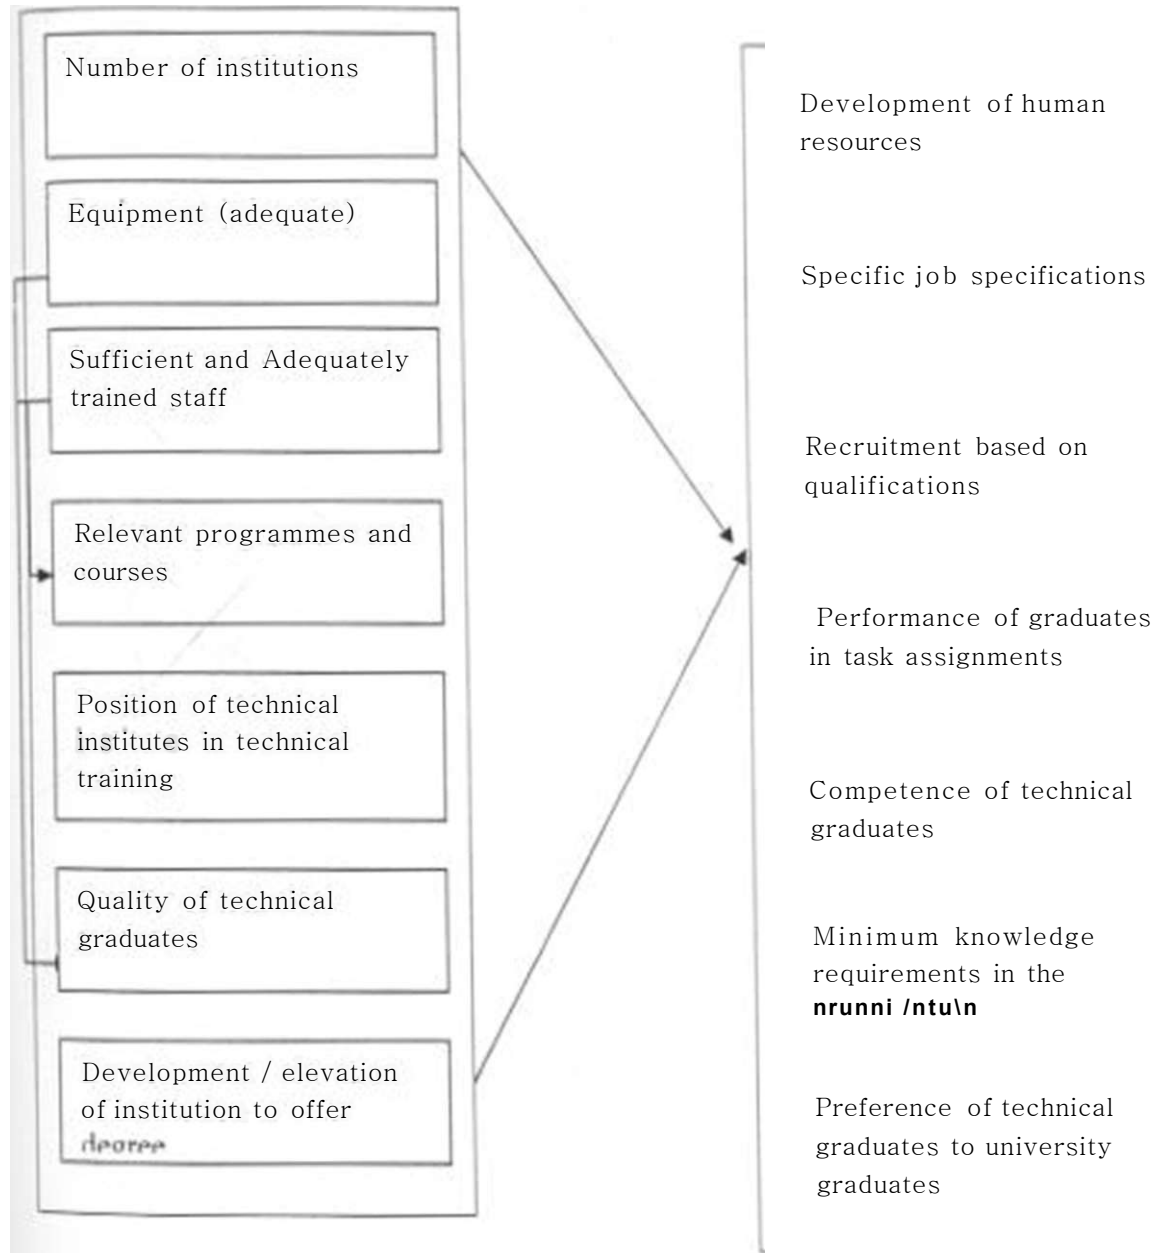 Number of institutions
Equipment (adequate)
Sufficient and Adequately
trained staff
Relevant programmes and
courses
Position of technical
institutes in technical
training
Quality of technical
graduates
Development / elevation
of institution to offer
degree
Development of human
resources
Specific job specifications
Recruitment based on
qualifications
Performance of graduates
in task assignments
Competence of technical
graduates
Minimum knowledge
requirements in the
nrunni /ntu\n
Preference of technical
graduates to university
graduates